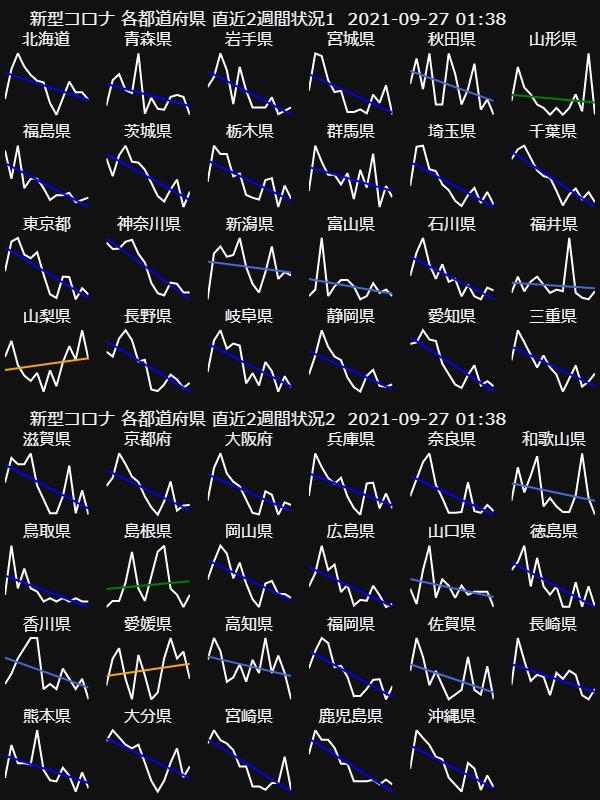 新型コロナ 各都道府県 直近2週間状況1 2021-09-27 01:38
北海道 青森県 岩手県 宮城県 秋田県 山形県
福島県 茨城県 栃木県 群馬県 埼玉県 千葉県
東京都 神奈川県 新潟県 富山県 石川県 福井県
山梨県 長野県 岐阜県 静岡県 愛知県 三重県
新型コロナ 各都道府県 直近2週間状況2 2021-09-27 01:38
滋賀県 京都府 大阪府 兵庫県 奈良県 和歌山県
鳥取県 島根県 岡山県 広島県 山口県 徳島県
香川県 愛媛県 高知県 福岡県 佐賀県 長崎県
熊本県 大分県 宮崎県 鹿児島県 沖縄県